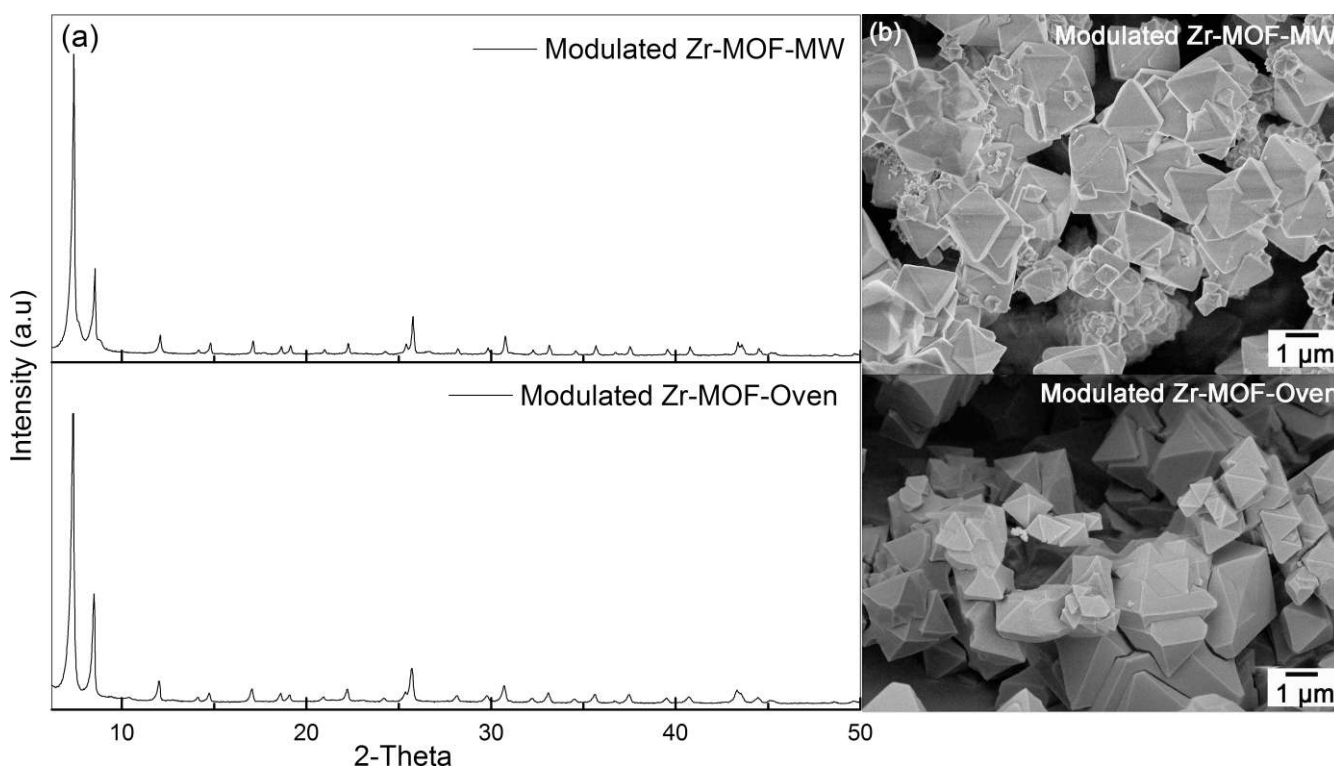 (a)
Modulated Zr-MOF-MW
Modulated Zr-MOF-Oven
Intensity (a.u)
10
20
30
40
50
2-Theta
(b)
Modulated Zr-MOF-MW
1 µm
Modulated Zr-MOF-Oven
1 µm